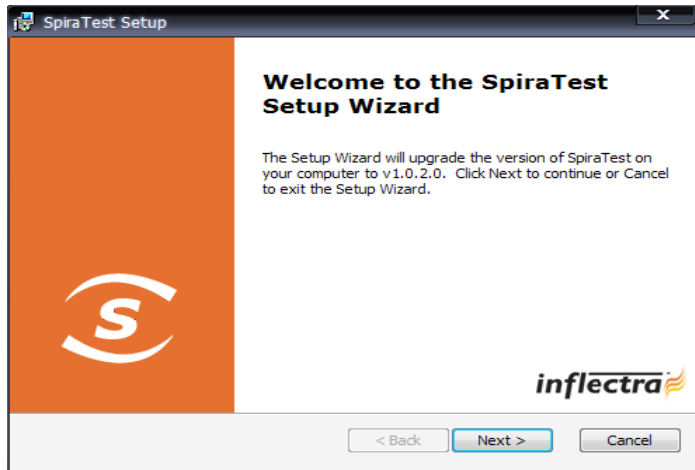 SpiraTest Setup
x
Welcome to the SpiraTest
Setup Wizard
The Setup Wizard will upgrade the version of SpiraTest on
your computer to v1.0.2.0. Click Next to continue or Cancel
to exit the Setup Wizard.
S
inflectra
< Back Next > Cancel